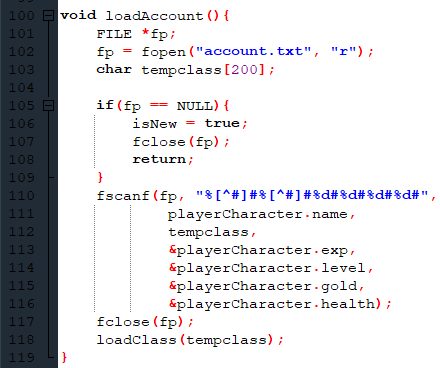 100 void loadAccount(){
101 FILE *fp;
102 fp = fopen("account.txt", "r");
103 char tempclass[200];
104
105 if(fp == NULL){
106 isNew = true;
107 fclose(fp);
108 return;
109 }
110 fscanf(fp, "%[^#]#%[^#]#%d#%d#%d#%d#",
111 playerCharacter.name,
112 tempclass,
113 &playerCharacter.exp,
114 &playerCharacter.level,
115 &playerCharacter.gold,
116 &playerCharacter.health);
117 fclose(fp);
118 loadClass(tempclass);
119 }